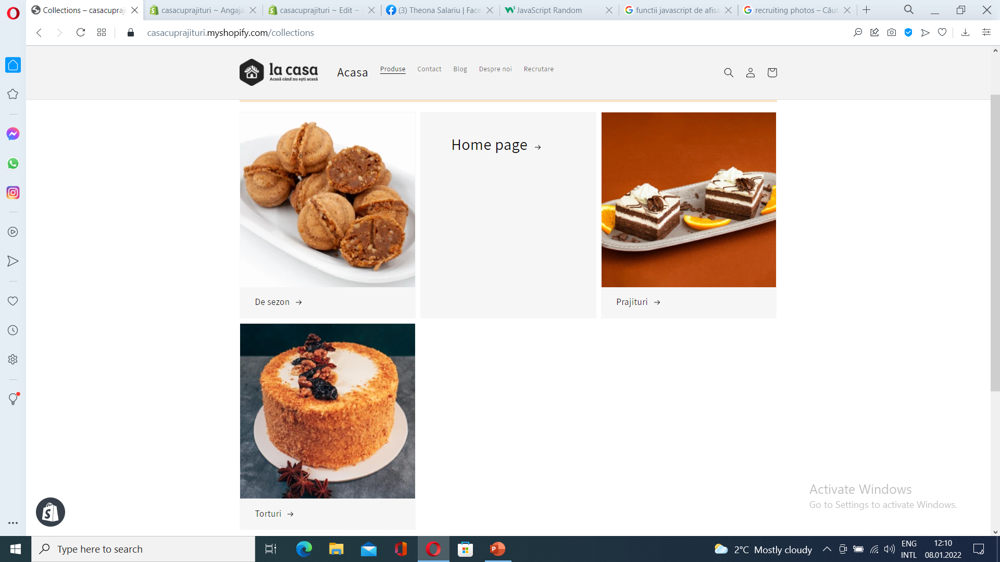 Collections – casacupraj
casacuprajituri ~ Angaja
casacuprajituri ~ Edit ~
(3) Theona Salariu | Face
JavaScript Random
functii javascript de afisa
recruiting photos – Căut
casacuprajituri.myshopify.com/collections
la casa
Acasă când nu ești acasă
Acasa
Produse
Contact
Blog
Despre noi
Recrutare
Home page →
De sezon →
Prajituri →
Torturi →
Activate Windows
Go to Settings to activate Windows.
Type here to search
2°C Mostly cloudy
ENG
INTL
12:10
08.01.2022